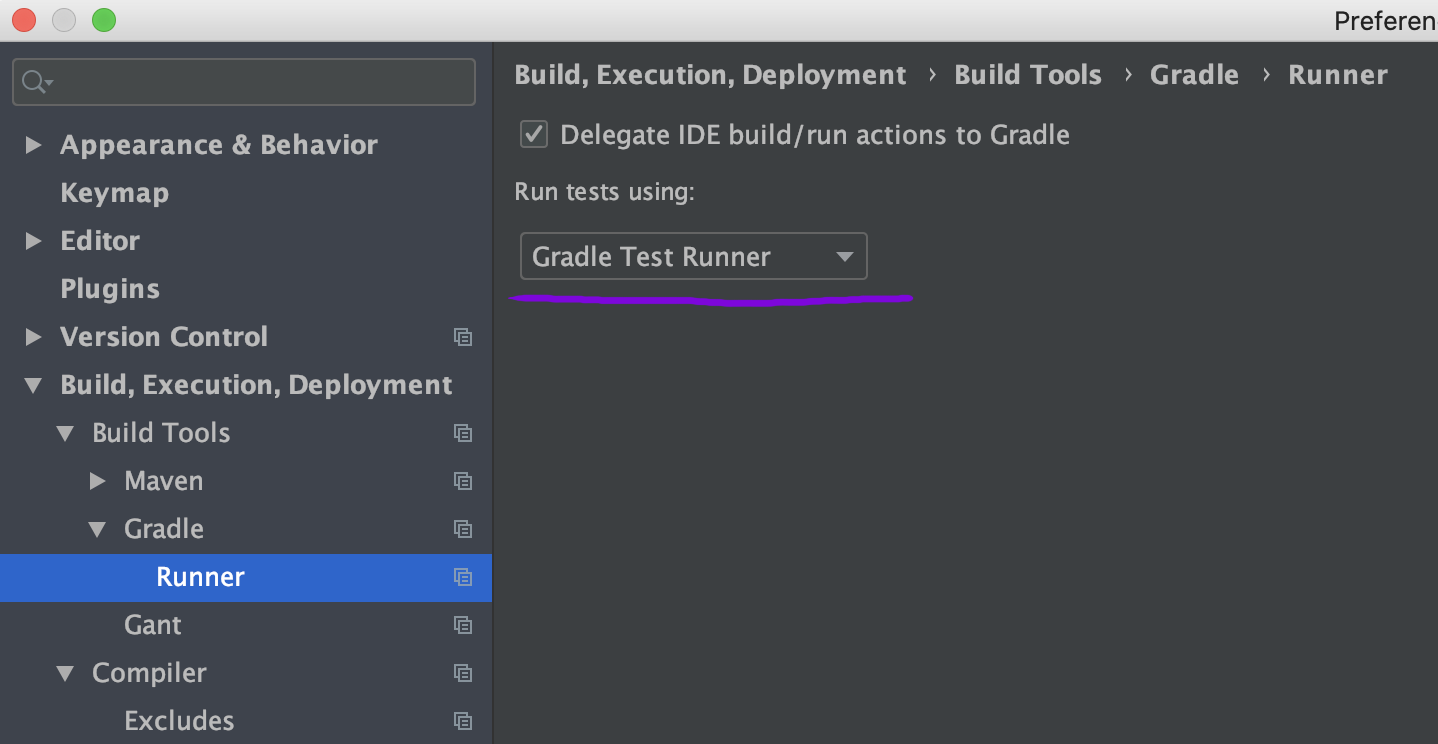 Preferen
Build, Execution, Deployment › Build Tools › Gradle › Runner
Delegate IDE build/run actions to Gradle
Run tests using:
Gradle Test Runner
Appearance & Behavior
Keymap
Editor
Plugins
Version Control
Build, Execution, Deployment
Build Tools
Maven
Gradle
Runner
Gant
Compiler
Excludes